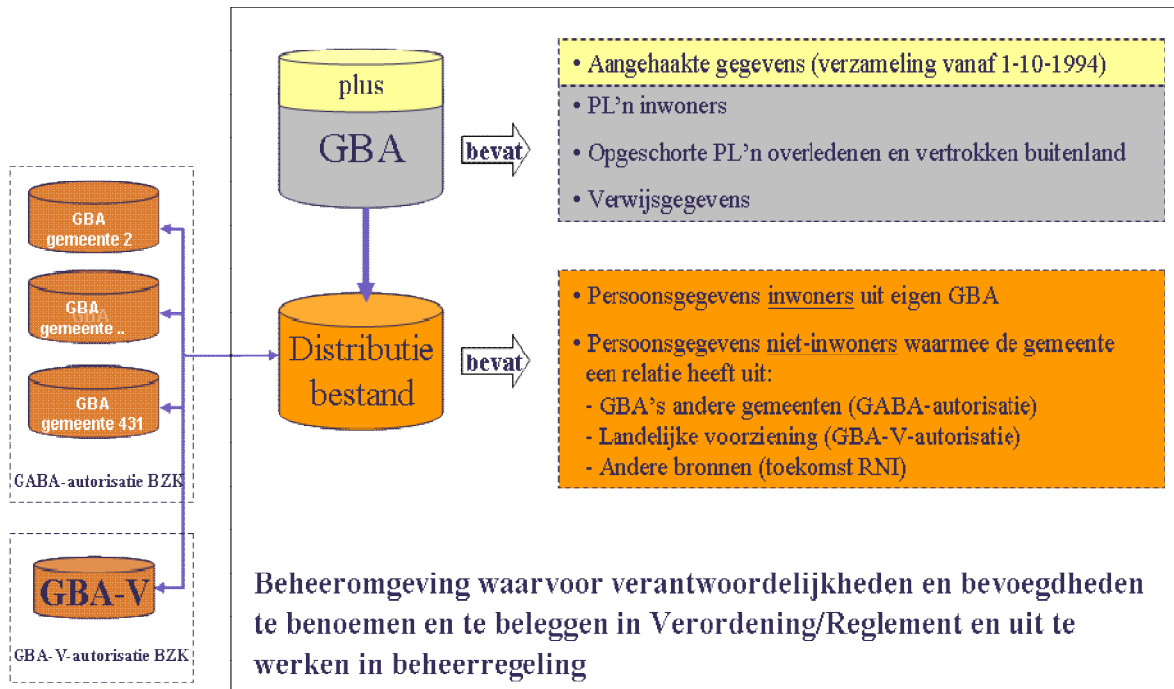 plus
GBA
bevat
• Aangehaakte gegevens (verzameling vanaf 1-10-1994)
• PL’n inwoners
• Opgeschorte PL’n overledenen en vertrokken buitenland
• Verwijsgegevens
GBA
gemeente 2
GBA
gemeente ..
GBA
gemeente 431
GABA-autorisatie BZK
GBA-V
GBA-V-autorisatie BZK
Distributie
bestand
bevat
• Persoonsgegevens inwoners uit eigen GBA
• Persoonsgegevens niet-inwoners waarmee de gemeente
een relatie heeft uit:
- GBA’s andere gemeenten (GABA-autorisatie)
- Landelijke voorziening (GBA-V-autorisatie)
- Andere bronnen (toekomst RNI)
Beheeromgeving waarvoor verantwoordelijkheden en bevoegdheden
te benoemen en te beleggen in Verordening/Reglement en uit te
werken in beheerregeling